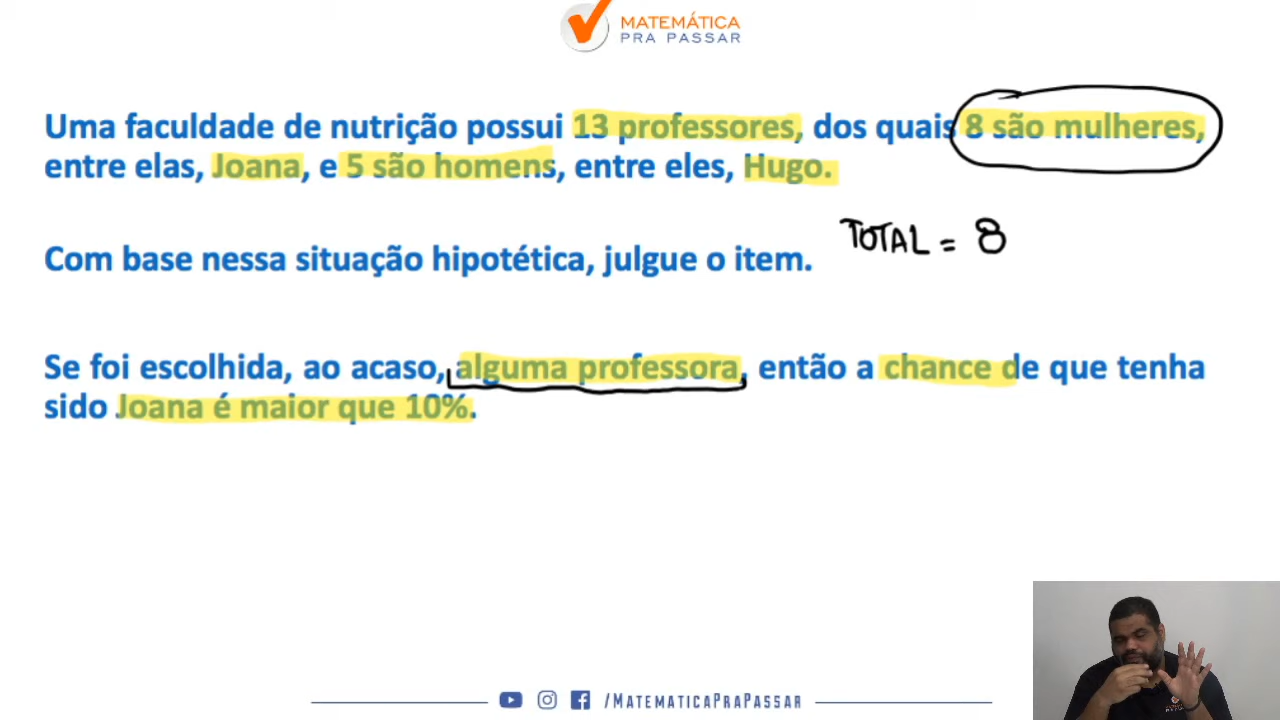 MATEMÁTICA
PRA PASSAR
Uma faculdade de nutrição possui 13 professores, dos quais 8 são mulheres,
entre elas, Joana, e 5 são homens, entre eles, Hugo.
TOTAL = 8
Com base nessa situação hipotética, julgue o item.
Se foi escolhida, ao acaso, alguma professora, então a chance de que tenha
sido Joana é maior que 10%.
/MATEMATICAPRAPASSAR